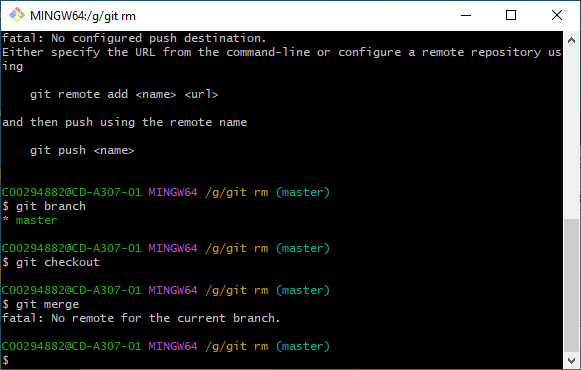 MINGW64:/g/git rm
fatal: No configured push destination.
Either specify the URL from the command-line or configure a remote repository us
ing
git remote add <name> <url>
and then push using the remote name
git push <name>
C00294882@CD-A307-01 MINGW64 /g/git rm (master)
$ git branch
* master
C00294882@CD-A307-01 MINGW64 /g/git rm (master)
$ git checkout
C00294882@CD-A307-01 MINGW64 /g/git rm (master)
$ git merge
fatal: No remote for the current branch.
C00294882@CD-A307-01 MINGW64 /g/git rm (master)
$